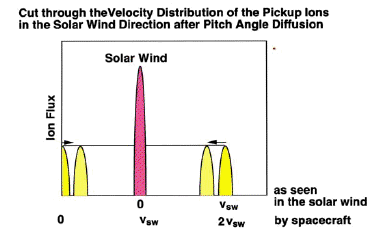 Cut through theVelocity Distribution of the Pickup Ions
in the Solar Wind Direction after Pitch Angle Diffusion
Solar Wind
Ion Flux
0 Vsw as seen
in the solar wind
0 Vsw 2Vsw by spacecraft